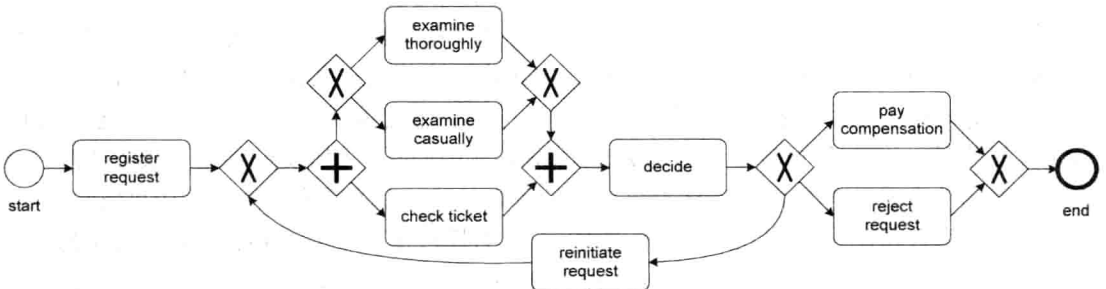 examine
thoroughly
examine
casually
pay
compensation
register
request
decide
start
check ticket
reject
request
end
reinitiate
request